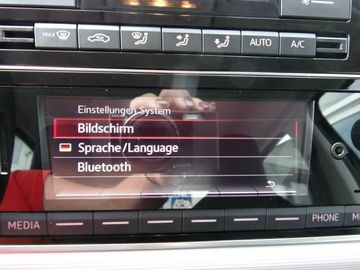 MAX
AUTO
A/C
Einstellungen System
Bildschirm
Sprache/Language
Bluetooth
MEDIA
PHONE